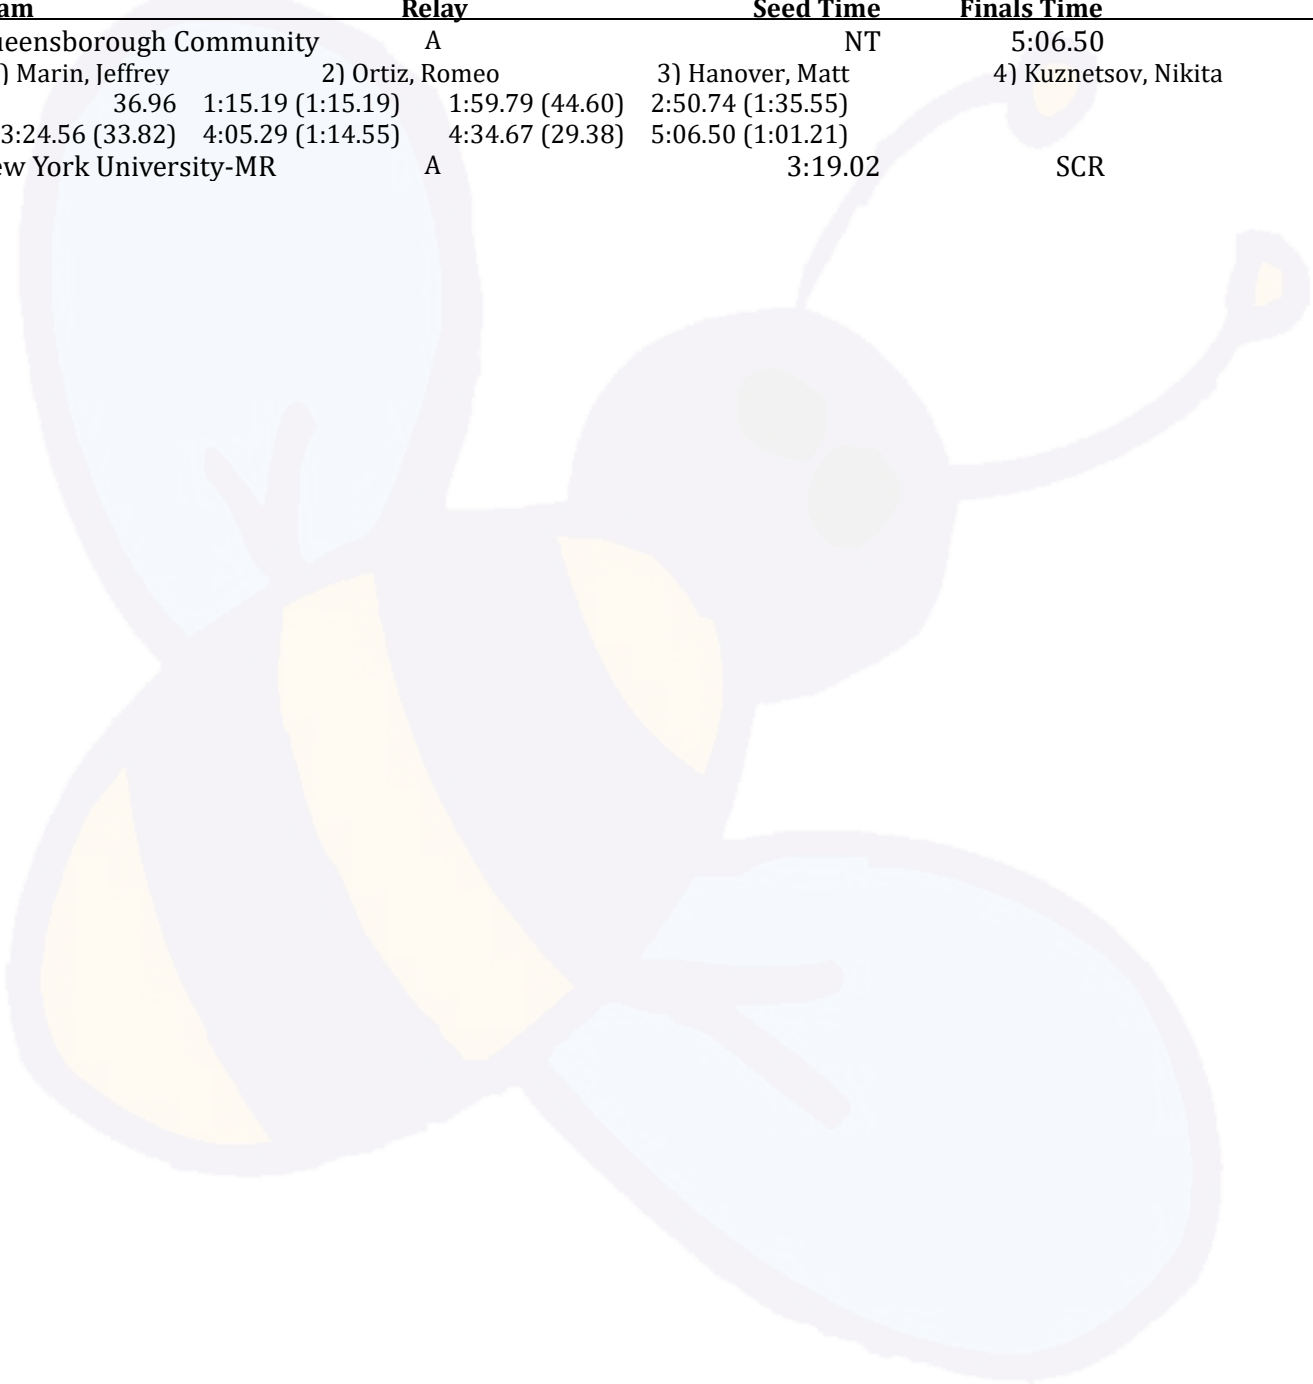 am Relay Seed Time Finals Time
ueensborough Community A NT 5:06.50
) Marin, Jeffrey 2) Ortiz, Romeo 3) Hanover, Matt 4) Kuznetsov, Nikita
36.96 1:15.19 (1:15.19) 1:59.79 (44.60) 2:50.74 (1:35.55)
3:24.56 (33.82) 4:05.29 (1:14.55) 4:34.67 (29.38) 5:06.50 (1:01.21)
ew York University-MR A 3:19.02 SCR